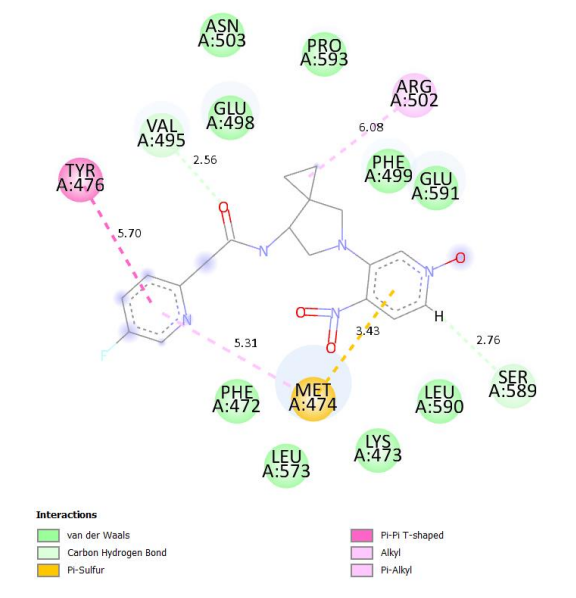 ASN
A:503
PRO
A:593
ARG
A:502
GLU
A:498
VAL
A:495
6.08
2.56
PHE
A:499
GLU
A:591
TYR
A:476
O
5.70
N
N
N
O
O
N
H
N
O
3.43
2.76
5.31
F
SER
A:589
MET
A:474
PHE
A:472
LEU
A:590
LYS
A:473
LEU
A:573
Interactions
van der Waals
Carbon Hydrogen Bond
Pi-Sulfur
Pi-Pi T-shaped
Alkyl
Pi-Alkyl